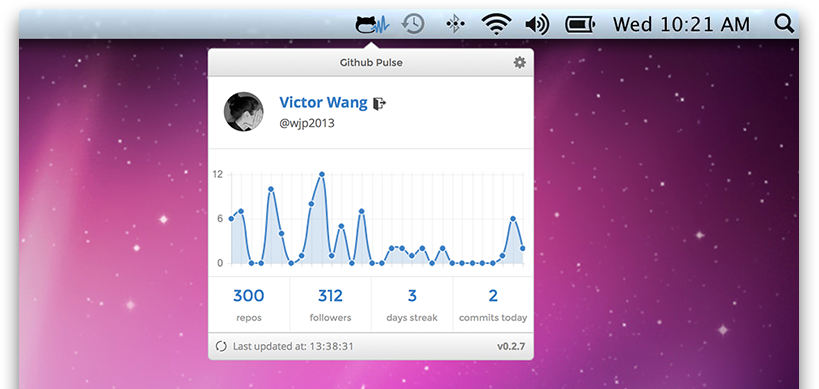 Wed 10:21 AM
Github Pulse
Victor Wang
@wjp2013
12
6
0
300 312 3 2
repos followers days streak commits today
Last updated at: 13:38:31 v0.2.7